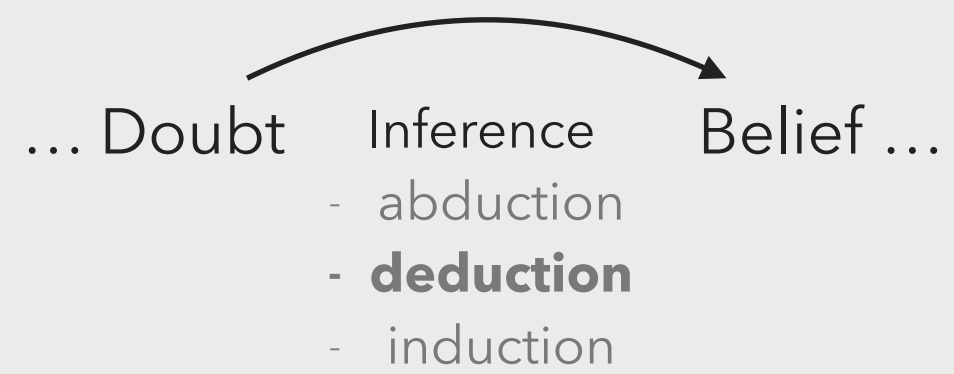 … Doubt Inference Belief …
- abduction
- deduction
- induction